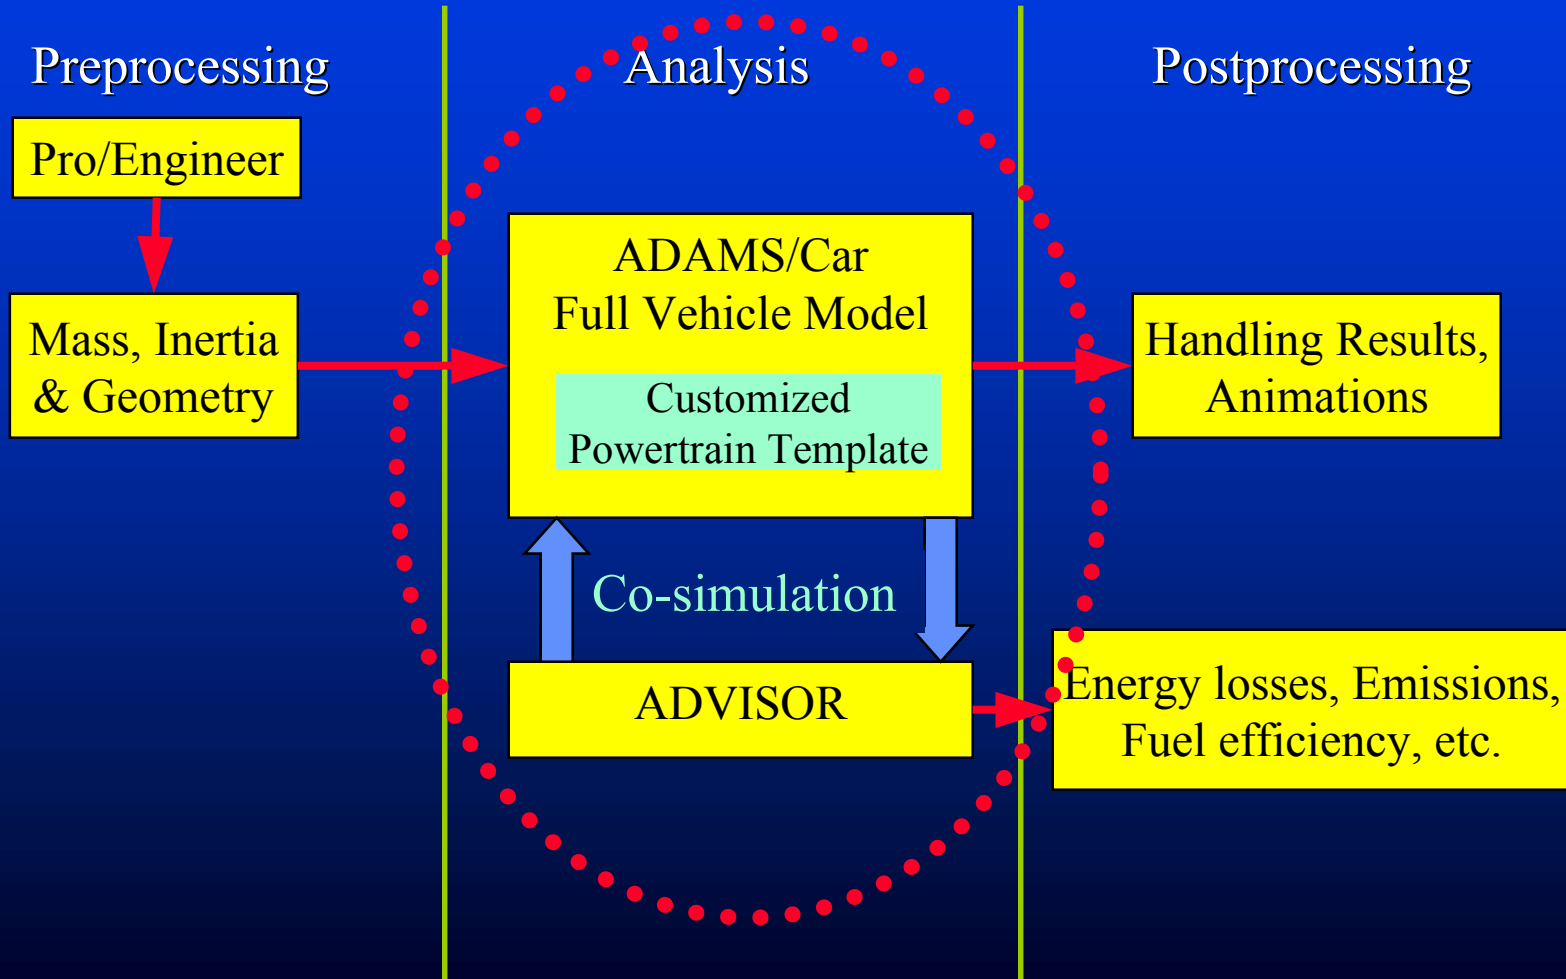 Preprocessing
Analysis
Postprocessing
Pro/Engineer
Mass, Inertia
& Geometry
ADAMS/Car
Full Vehicle Model
Customized
Powertrain Template
Co-simulation
ADVISOR
Handling Results,
Animations
Energy losses, Emissions,
Fuel efficiency, etc.